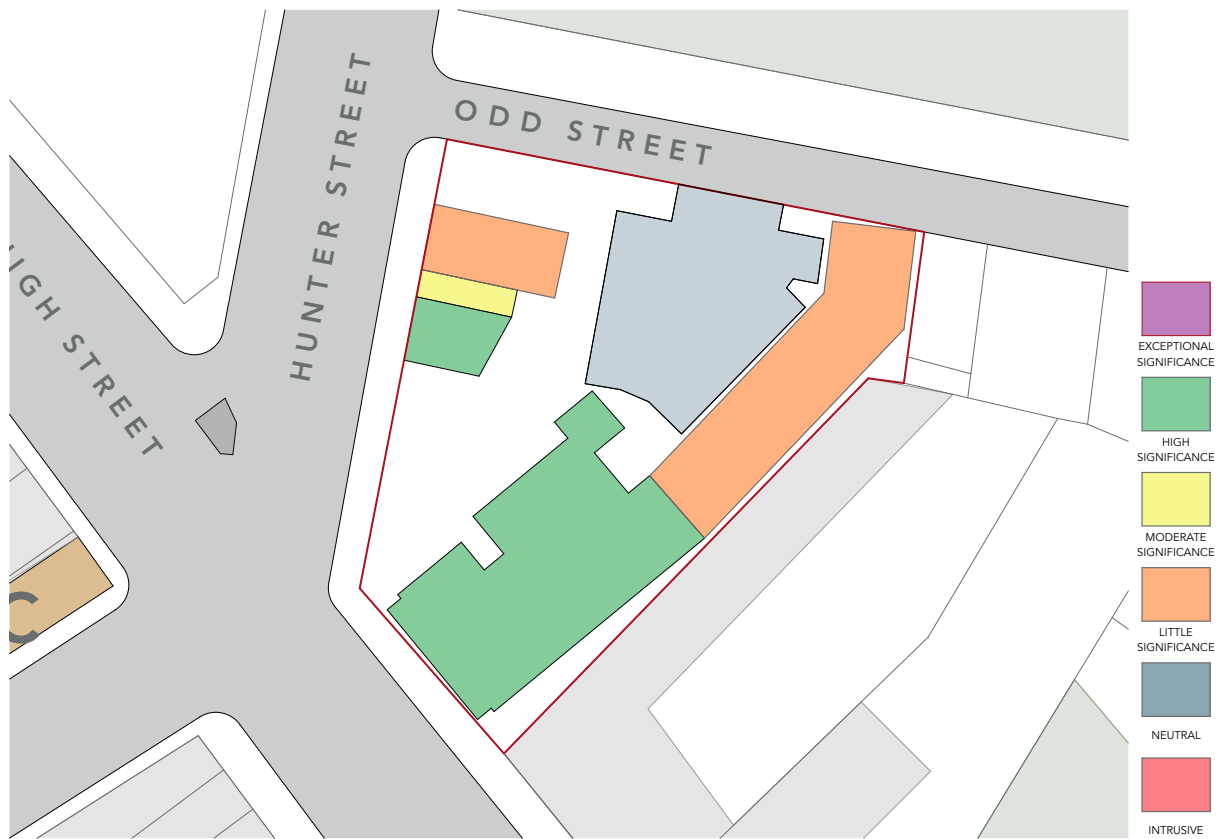 ODD STREET
HUNTER STREET
IGH STREET
C
EXCEPTIONAL
SIGNIFICANCE
HIGH
SIGNIFICANCE
MODERATE
SIGNIFICANCE
LITTLE
SIGNIFICANCE
NEUTRAL
INTRUSIVE